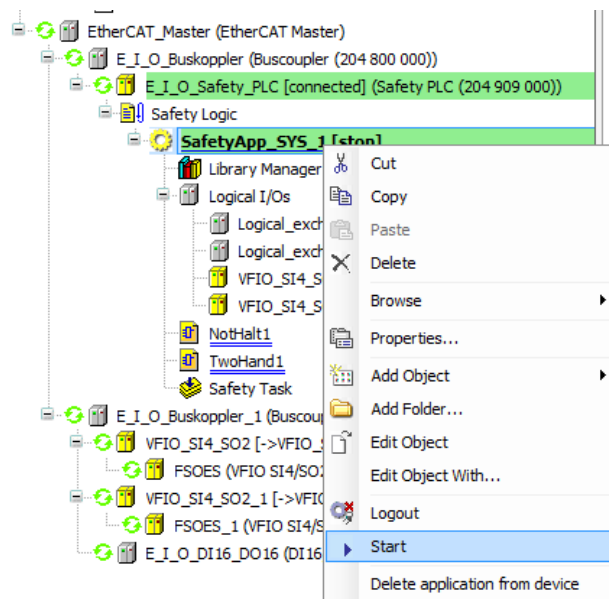 EtherCAT_Master (EtherCAT Master)
E_I_O_Buskoppler (Buscoupler (204 800 000))
E_I_O_Safety_PLC [connected] (Safety PLC (204 909 000))
Safety Logic
SafetyApp_SYS_1 [stop]
Library Manager
Logical I/Os
Logical_exch
Logical_exch
VFIO_SI4_S
VFIO_SI4_S
NotHalt1
TwoHand1
Safety Task
E_I_O_Buskoppler_1 (Buscoup
VFIO_SI4_SO2 [->VFIO_S
FSOES (VFIO SI4/SO2
VFIO_SI4_SO2_1 [->VFIO
FSOES_1 (VFIO SI4/S
E_I_O_DI16_DO16 (DI16
Cut
Copy
Paste
Delete
Browse
Properties...
Add Object
Add Folder...
Edit Object
Edit Object With...
Logout
Start
Delete application from device